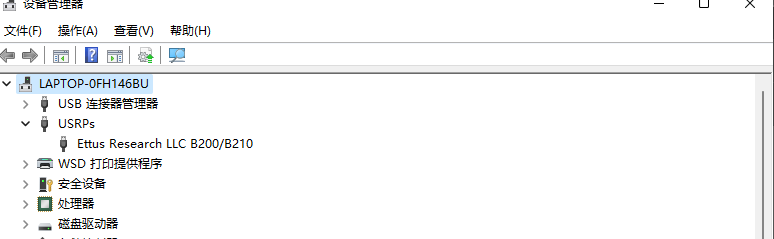 设备管理器
文件(F) 操作(A) 查看(V) 帮助(H)
LAPTOP-0FH146BU
USB 连接器管理器
USRPs
Ettus Research LLC B200/B210
WSD 打印提供程序
安全设备
处理器
磁盘驱动器